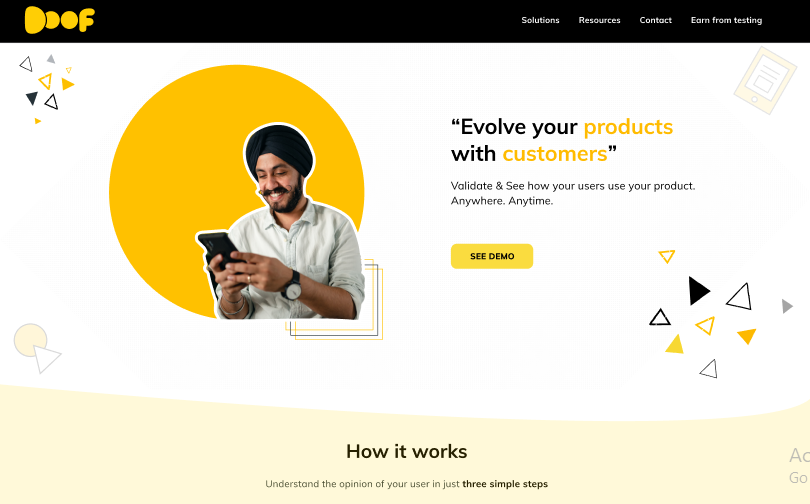 DOOF
Solutions Resources Contact Earn from testing
“Evolve your products
with customers”
Validate & See how your users use your product.
Anywhere. Anytime.
SEE DEMO
How it works
Understand the opinion of your user in just three simple steps
Ac
Go